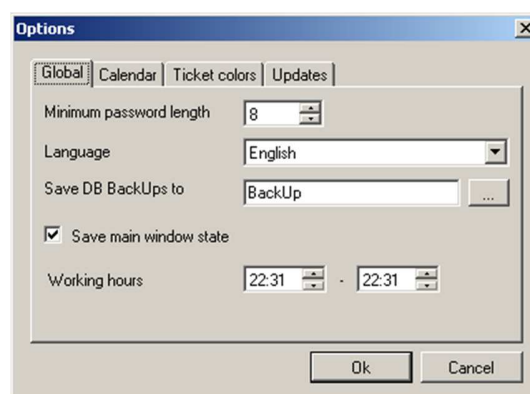 Options
Global Calendar Ticket colors Updates
Minimum password length 8
Language English
Save DB BackUps to BackUp ...
Save main window state
Working hours 22:31 - 22:31
Ok Cancel